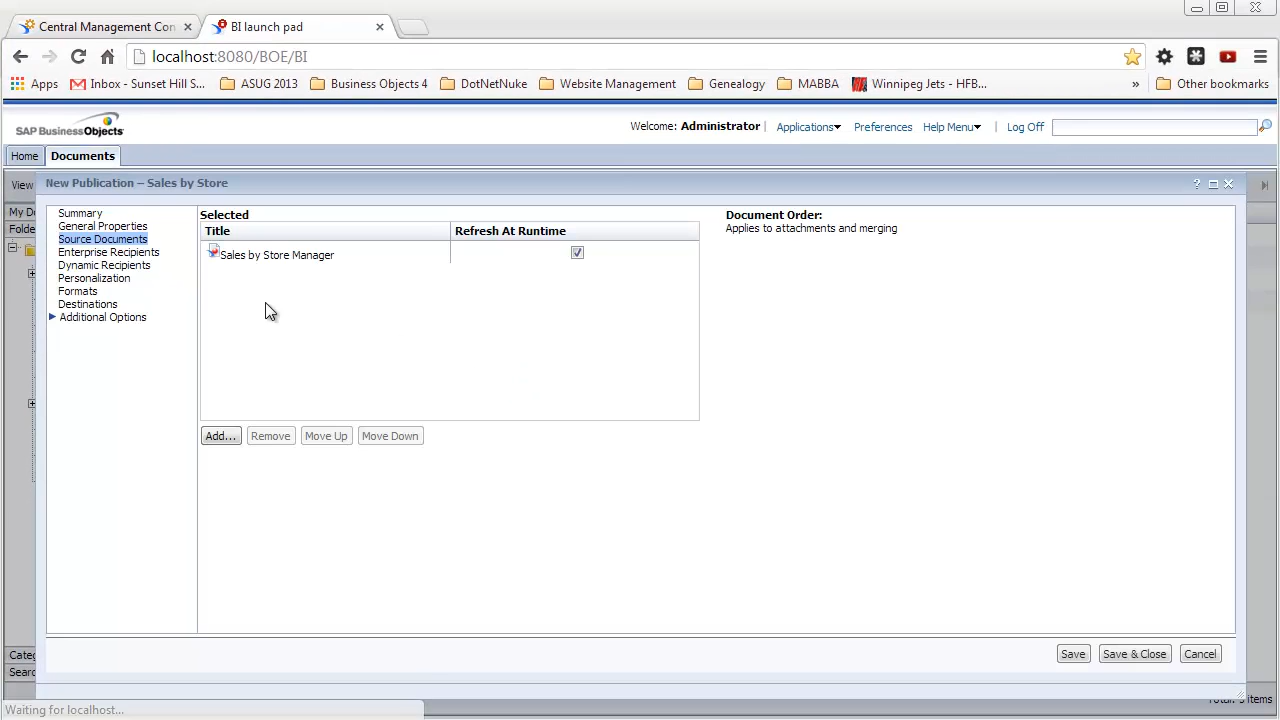 Central Management Con
BI launch pad
localhost:8080/BOE/BI
Apps
Inbox - Sunset Hill S...
ASUG 2013
Business Objects 4
DotNetNuke
Website Management
Genealogy
MABBA
Winnipeg Jets - HFB...
»
Other bookmarks
SAP BusinessObjects
Welcome: Administrator
Applications
Preferences
Help Menu
Log Off
Home
Documents
View
New Publication – Sales by Store
?
My Do
Folde
Summary
General Properties
Source Documents
Enterprise Recipients
Dynamic Recipients
Personalization
Formats
Destinations
Additional Options
Selected
Title
Refresh At Runtime
Sales by Store Manager
Add...
Remove
Move Up
Move Down
Document Order:
Applies to attachments and merging
Categ
Searc
Save
Save & Close
Cancel
items
Waiting for localhost...